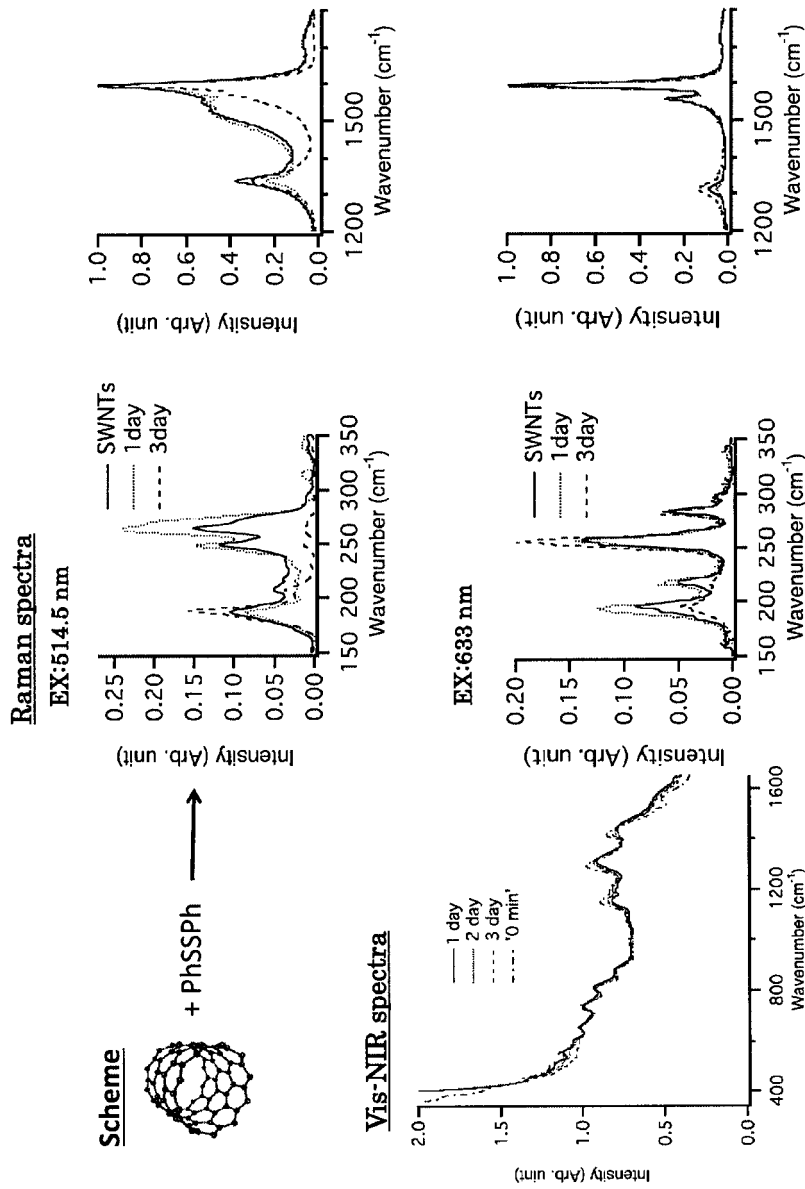 Scheme
+ PhSSPh
Raman spectra
EX:514.5 nm
Intensity (Arb. unit)
0.25
0.20
0.15
0.10
0.05
0.00
SWNTs
1day
3day
150
200
250
300
350
Wavenumber (cm⁻¹)
Intensity (Arb. unit)
1.0
0.8
0.6
0.4
0.2
0.0
1200
1500
Wavenumber (cm⁻¹)
Vis-NIR spectra
Intensity (Arb. uint)
2.0
1.5
1.0
0.5
0.0
1 day
2 day
3 day
'0 min'
400
800
1200
1600
Wavenumber (cm⁻¹)
EX:633 nm
Intensity (Arb. unit)
0.20
0.15
0.10
0.05
0.00
SWNTs
1day
3day
150
200
250
300
350
Wavenumber (cm⁻¹)
Intensity (Arb. unit)
1.0
0.8
0.6
0.4
0.2
0.0
1200
1500
Wavenumber (cm⁻¹)